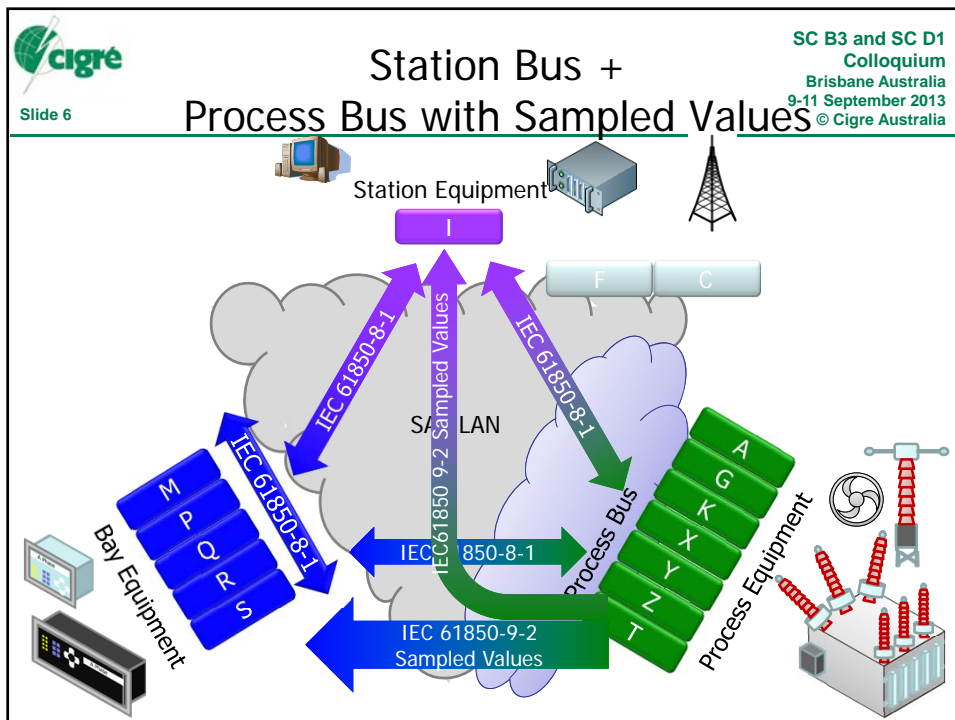 cigré
Slide 6
Station Bus +
Process Bus with Sampled Values
SC B3 and SC D1
Colloquium
Brisbane Australia
9-11 September 2013
© Cigre Australia
Station Equipment
I
F
C
IEC 61850-8-1
IEC61850 9-2 Sampled Values
IEC 61850-8-1
LAN
IEC 61850-8-1
M
P
Q
R
S
Bay Equipment
IEC 1850-8-1
Process Bus
A
G
K
X
Y
Z
T
Process Equipment
IEC 61850-9-2
Sampled Values